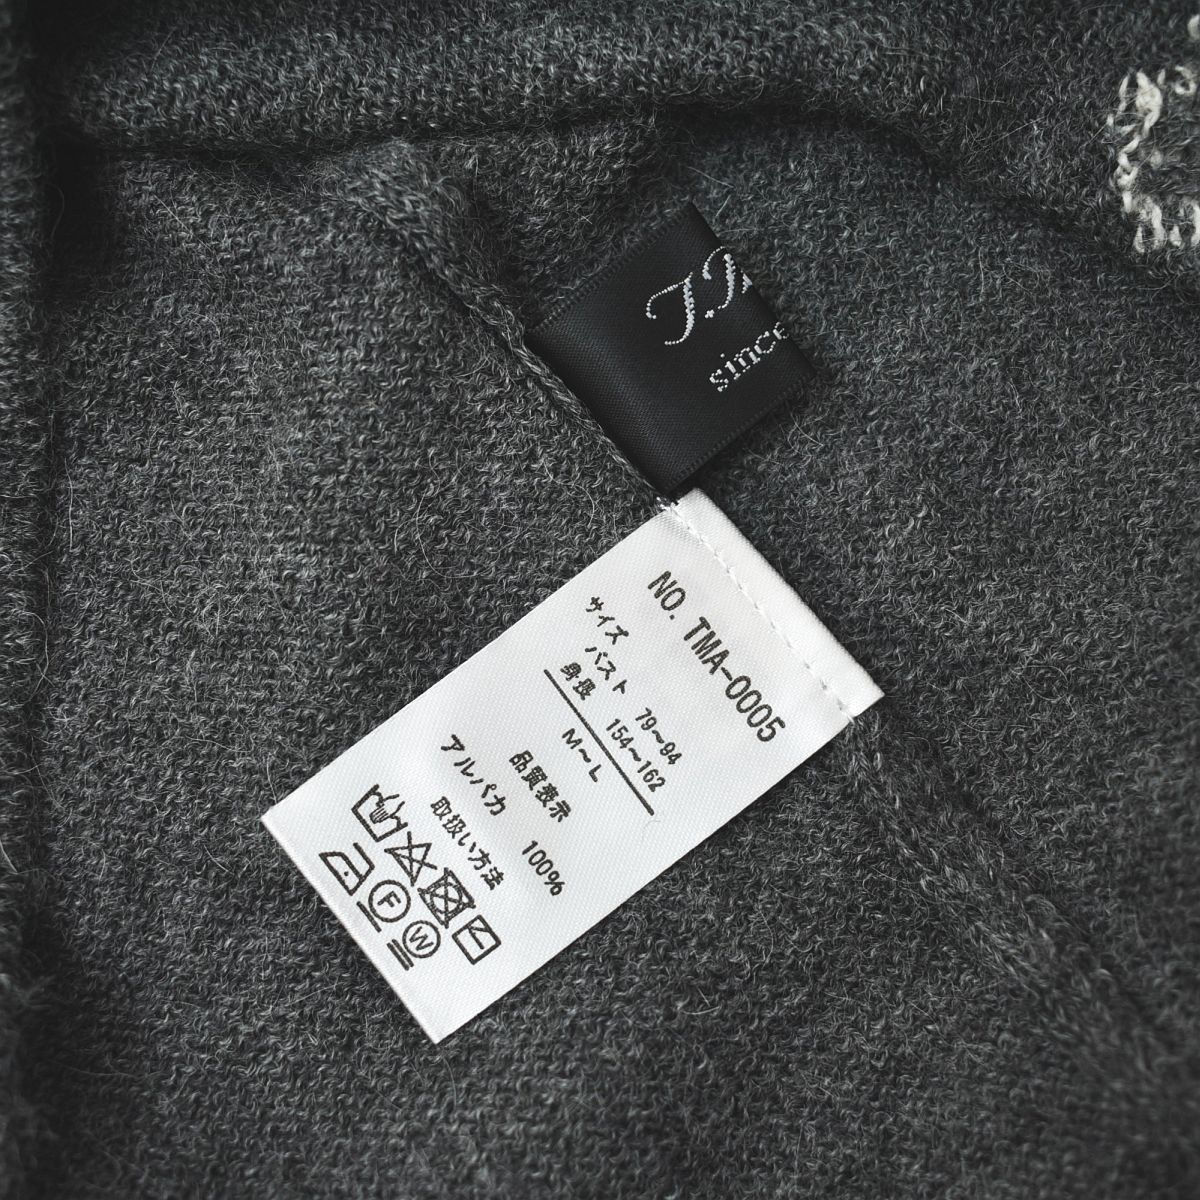 since
NO. TMA-0005
サイズ
バスト 79～94
身長 154～162
M～L
品質表示
アルパカ 100%
取扱い方法
F
W